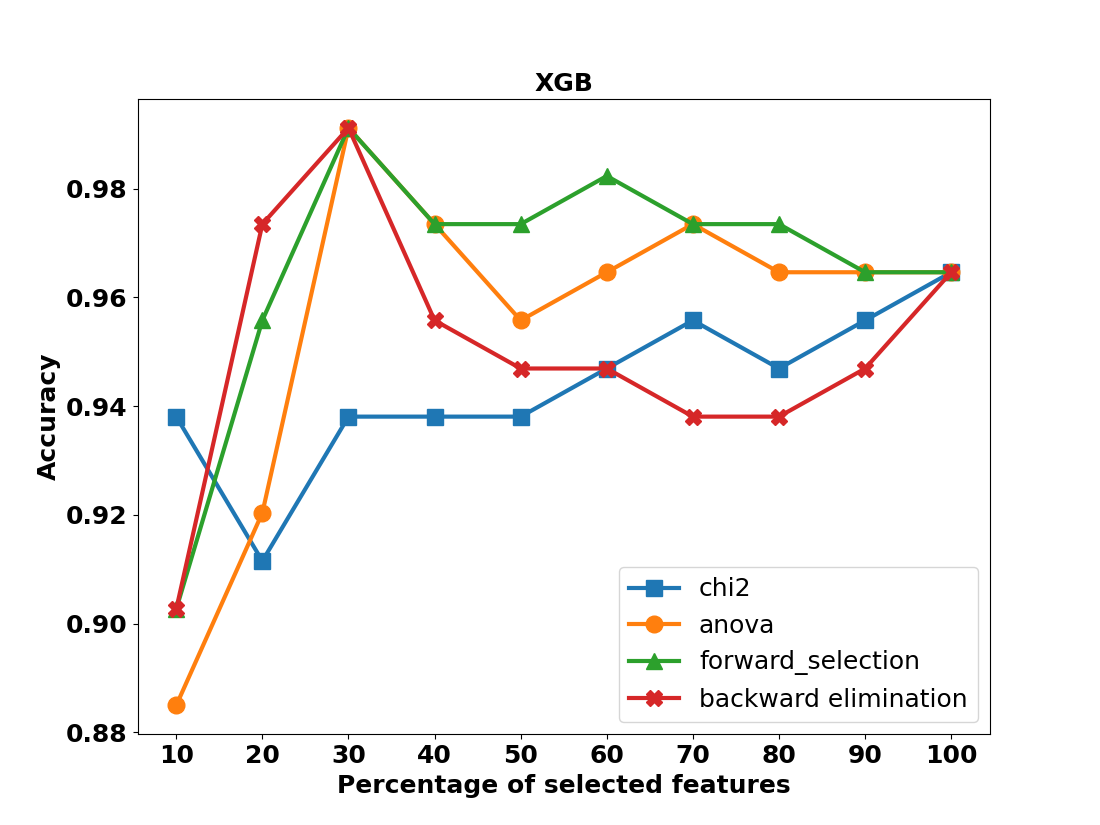 XGB
Accuracy
0.98
0.96
0.94
0.92
0.90
0.88
chi2
anova
forward_selection
backward elimination
10 20 30 40 50 60 70 80 90 100
Percentage of selected features